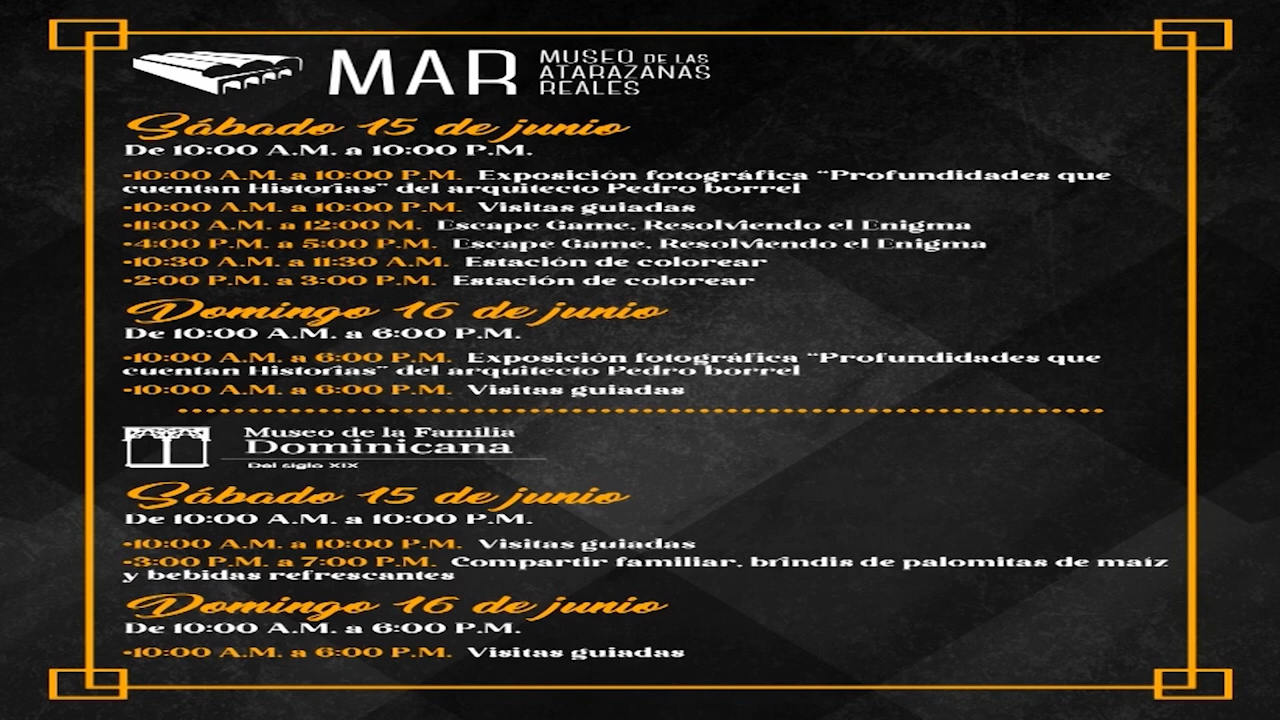 MAR MUSEO DE LAS
ATARAZANAS
REALES
Sábado 15 de junio
De 10:00 A.M. a 10:00 P.M.
•10:00 A.M. a 10:00 P.M. Exposición fotográfica “Profundidades que
cuentan Historias” del arquitecto Pedro borrel
•10:00 A.M. a 10:00 P.M. Visitas guiadas
•11:00 A.M. a 12:00 M. Escape Game, Resolviendo el Enigma
•4:00 P.M. a 5:00 P.M. Escape Game, Resolviendo el Enigma
•10:30 A.M. a 11:30 A.M. Estación de colorear
•2:00 P.M. a 3:00 P.M. Estación de colorear
Domingo 16 de junio
De 10:00 A.M. a 6:00 P.M.
•10:00 A.M. a 6:00 P.M. Exposición fotográfica “Profundidades que
cuentan Historias” del arquitecto Pedro borrel
•10:00 A.M. a 6:00 P.M. Visitas guiadas
Museo de la Familia
Dominicana
Del siglo XIX
Sábado 15 de junio
De 10:00 A.M. a 10:00 P.M.
•10:00 A.M. a 10:00 P.M. Visitas guiadas
•3:00 P.M. a 7:00 P.M. Compartir familiar, brindis de palomitas de maíz
y bebidas refrescantes
Domingo 16 de junio
De 10:00 A.M. a 6:00 P.M.
•10:00 A.M. a 6:00 P.M. Visitas guiadas